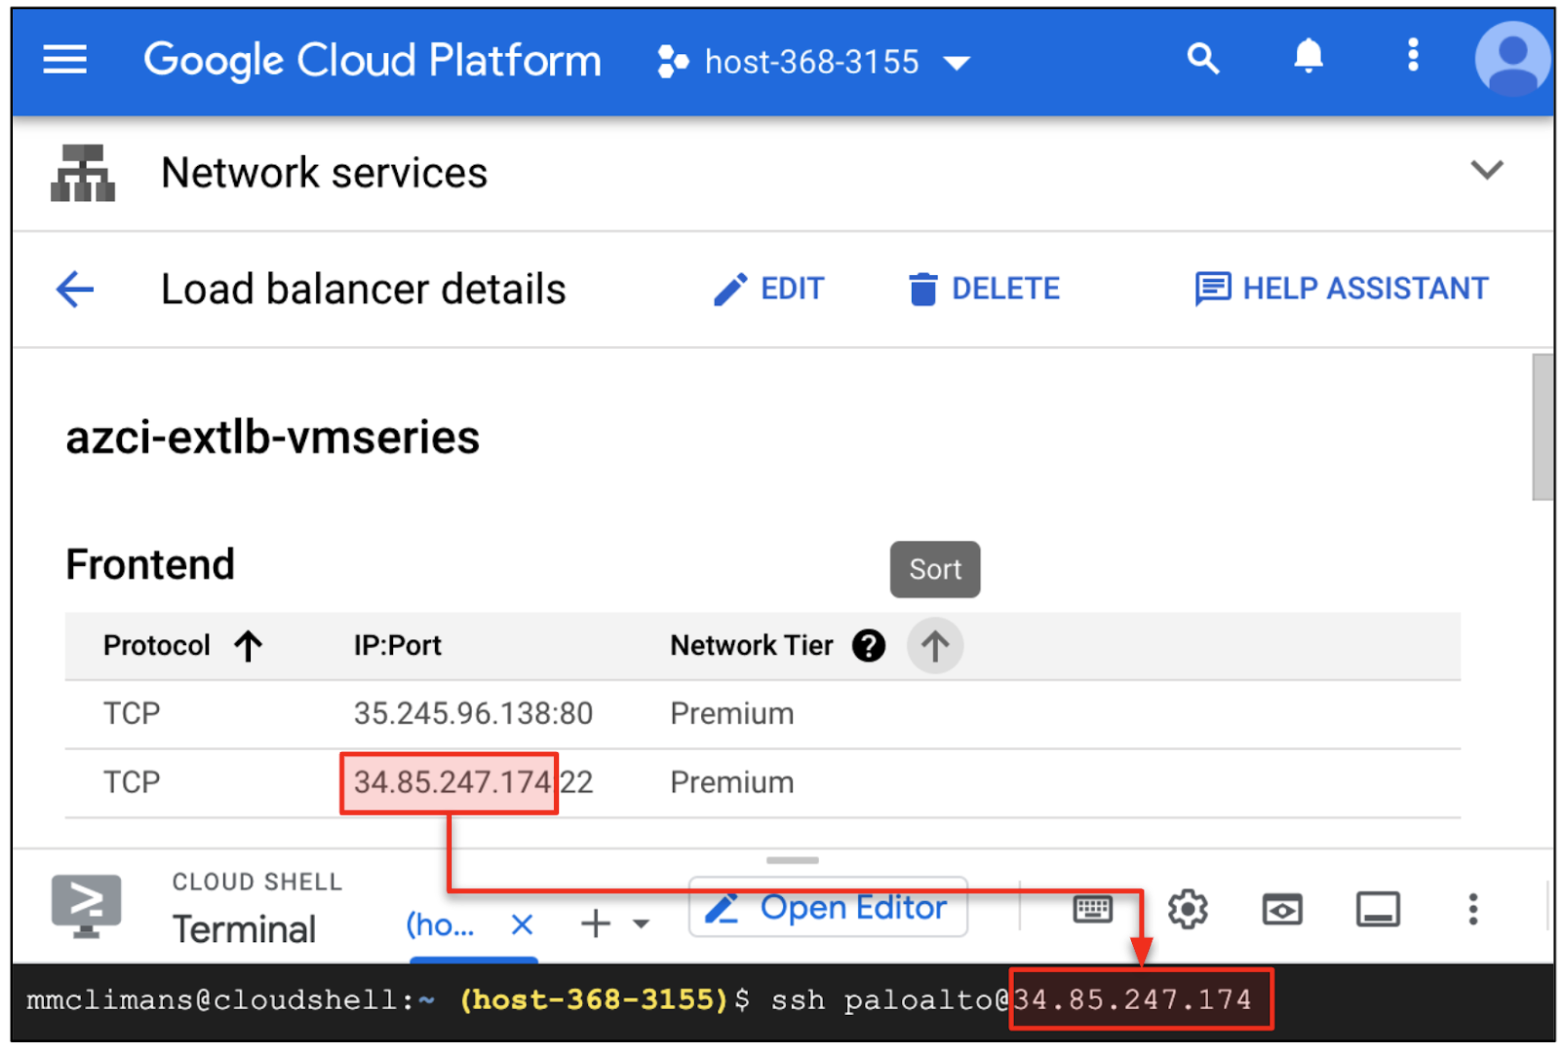 Google Cloud Platform host-368-3155
Network services
Load balancer details EDIT DELETE HELP ASSISTANT
azci-extlb-vmseries
Frontend
Sort
Protocol IP:Port Network Tier ?
TCP 35.245.96.138:80 Premium
TCP 34.85.247.174:22 Premium
CLOUD SHELL
Terminal (ho... × + Open Editor
mmclimans@cloudshell:~ (host-368-3155)$ ssh paloalto@34.85.247.174